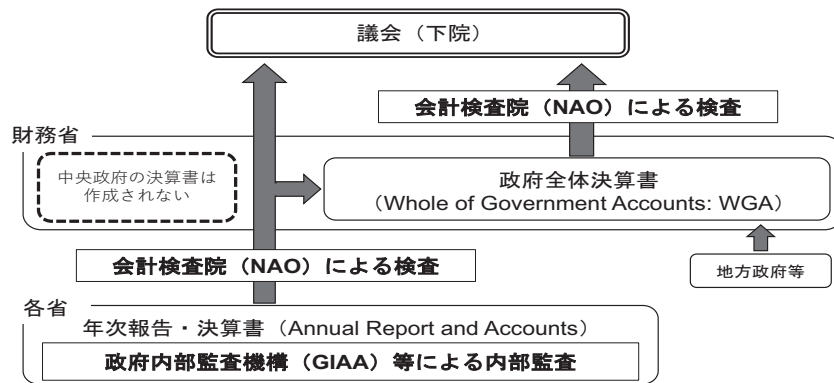 議会（下院）
会計検査院（NAO）による検査
財務省
中央政府の決算書は
作成されない
政府全体決算書
（Whole of Government Accounts: WGA）
会計検査院（NAO）による検査
地方政府等
各省
年次報告・決算書（Annual Report and Accounts）
政府内部監査機構（GIAA）等による内部監査